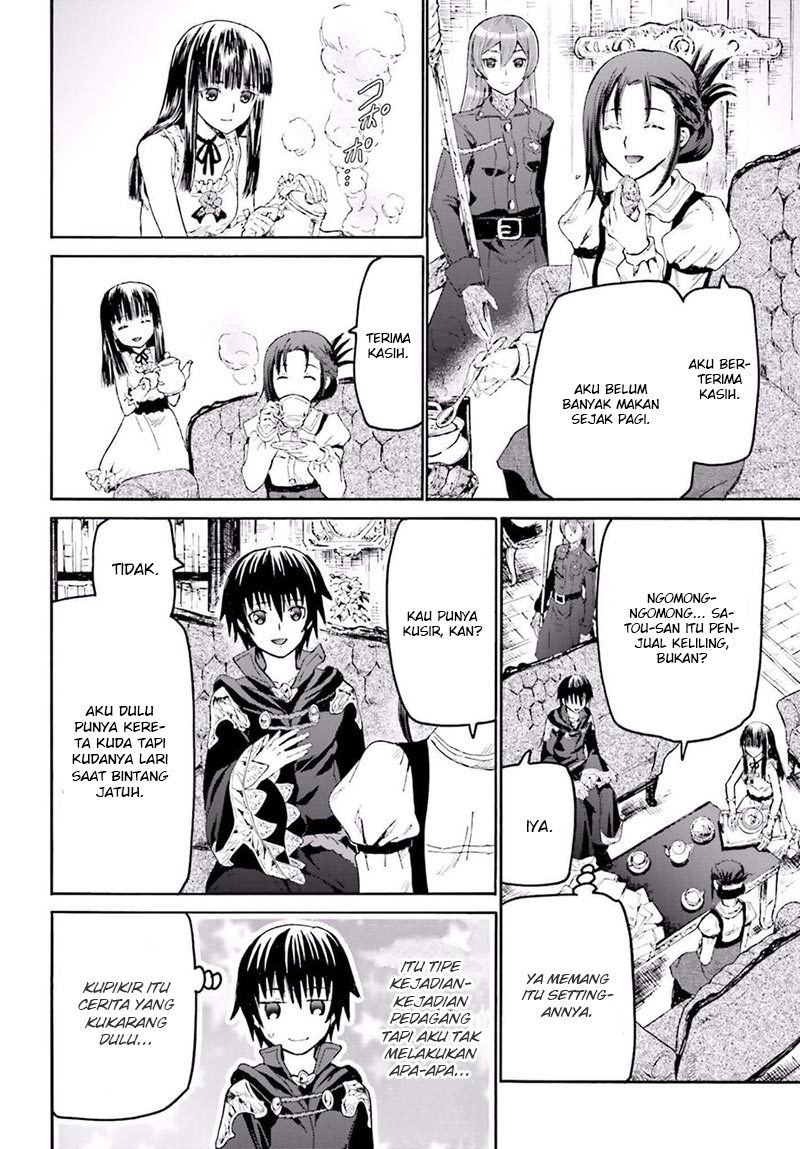 AKU BER-
TERIMA
KASIH.
AKU BELUM
BANYAK MAKAN
SEJAK PAGI.
コポポポ…
TERIMA
KASIH.
NGOMONG-
NGOMONG... SA-
TOU-SAN ITU PEN-
JUAL KELILING,
BUKAN?
IYA.
YA MEMANG
ITU SETTING-
ANNYA.
KAU PUNYA
KUSIR, KAN?
TIDAK.
AKU DULU
PUNYA KERE-
TA KUDA TAPI
KUDANYA LARI
SAAT BINTANG
JATUH.
ITU TIPE
KEJADIAN-
KEJADIAN
PEDAGANG
TAPI AKU TAK
MELAKUKAN
APA-APA...
KUPIKIR ITU
CERITA YANG
KUKARANG
DULU...